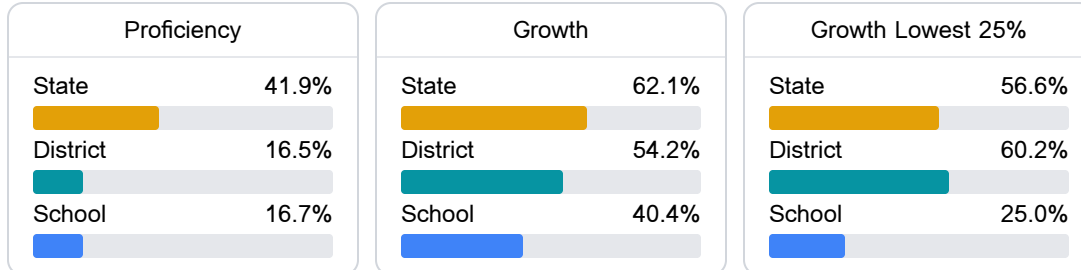 Proficiency
State 41.9%
District 16.5%
School 16.7%
Growth
State 62.1%
District 54.2%
School 40.4%
Growth Lowest 25%
State 56.6%
District 60.2%
School 25.0%